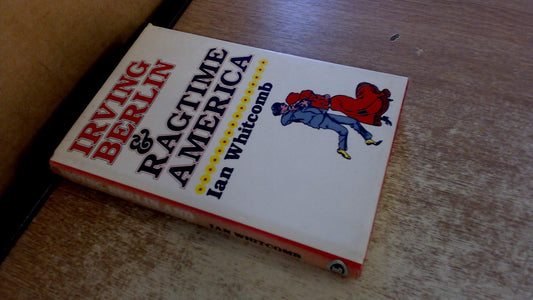 IRVING
BERLIN
&
RAGTIME
AMERICA
Ian Whitcomb
IAN WHITCOMB